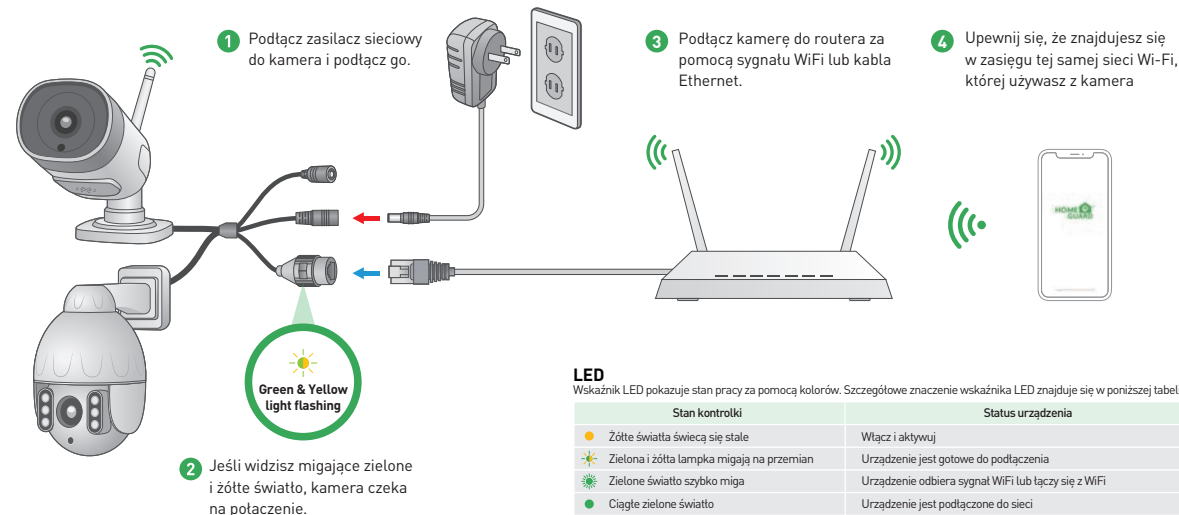 1 Podłącz zasilacz sieciowy
do kamera i podłącz go.
3 Podłącz kamerę do routera za
pomocą sygnału WiFi lub kabla
Ethernet.
4 Upewnij się, że znajdujesz się
w zasięgu tej samej sieci Wi-Fi,
której używasz z kamera
HOME
GUARD
Green & Yellow
light flashing
2 Jeśli widzisz migające zielone
i żółte światło, kamera czeka
na połączenie.
LED
Wskaźnik LED pokazuje stan pracy za pomocą kolorów. Szczegółowe znaczenie wskaźnika LED znajduje się w poniższej tabel
Stan kontrolki Status urządzenia
Żółte światła świecą się stale Włącz i aktywuj
Zielona i żółta lampka migają na przemian Urządzenie jest gotowe do podłączenia
Zielone światło szybko miga Urządzenie odbiera sygnał WiFi lub łączy się z WiFi
Ciągłe zielone światło Urządzenie jest podłączone do sieci